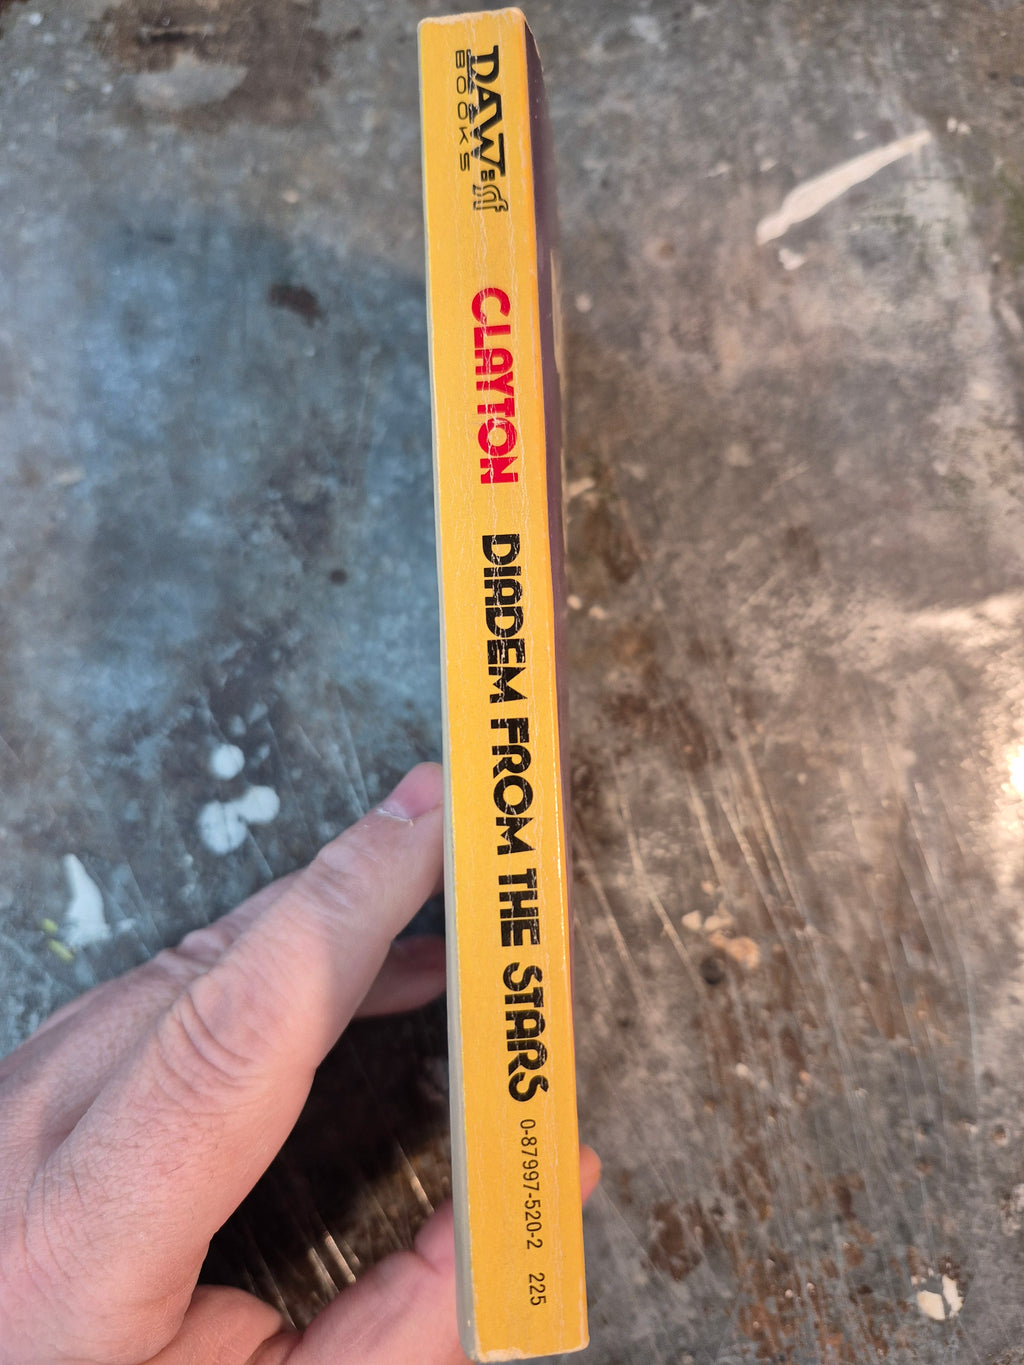 DAW
BOOKS
CLAYTON
DIADEM FROM THE STARS
0-87997-520-2 225